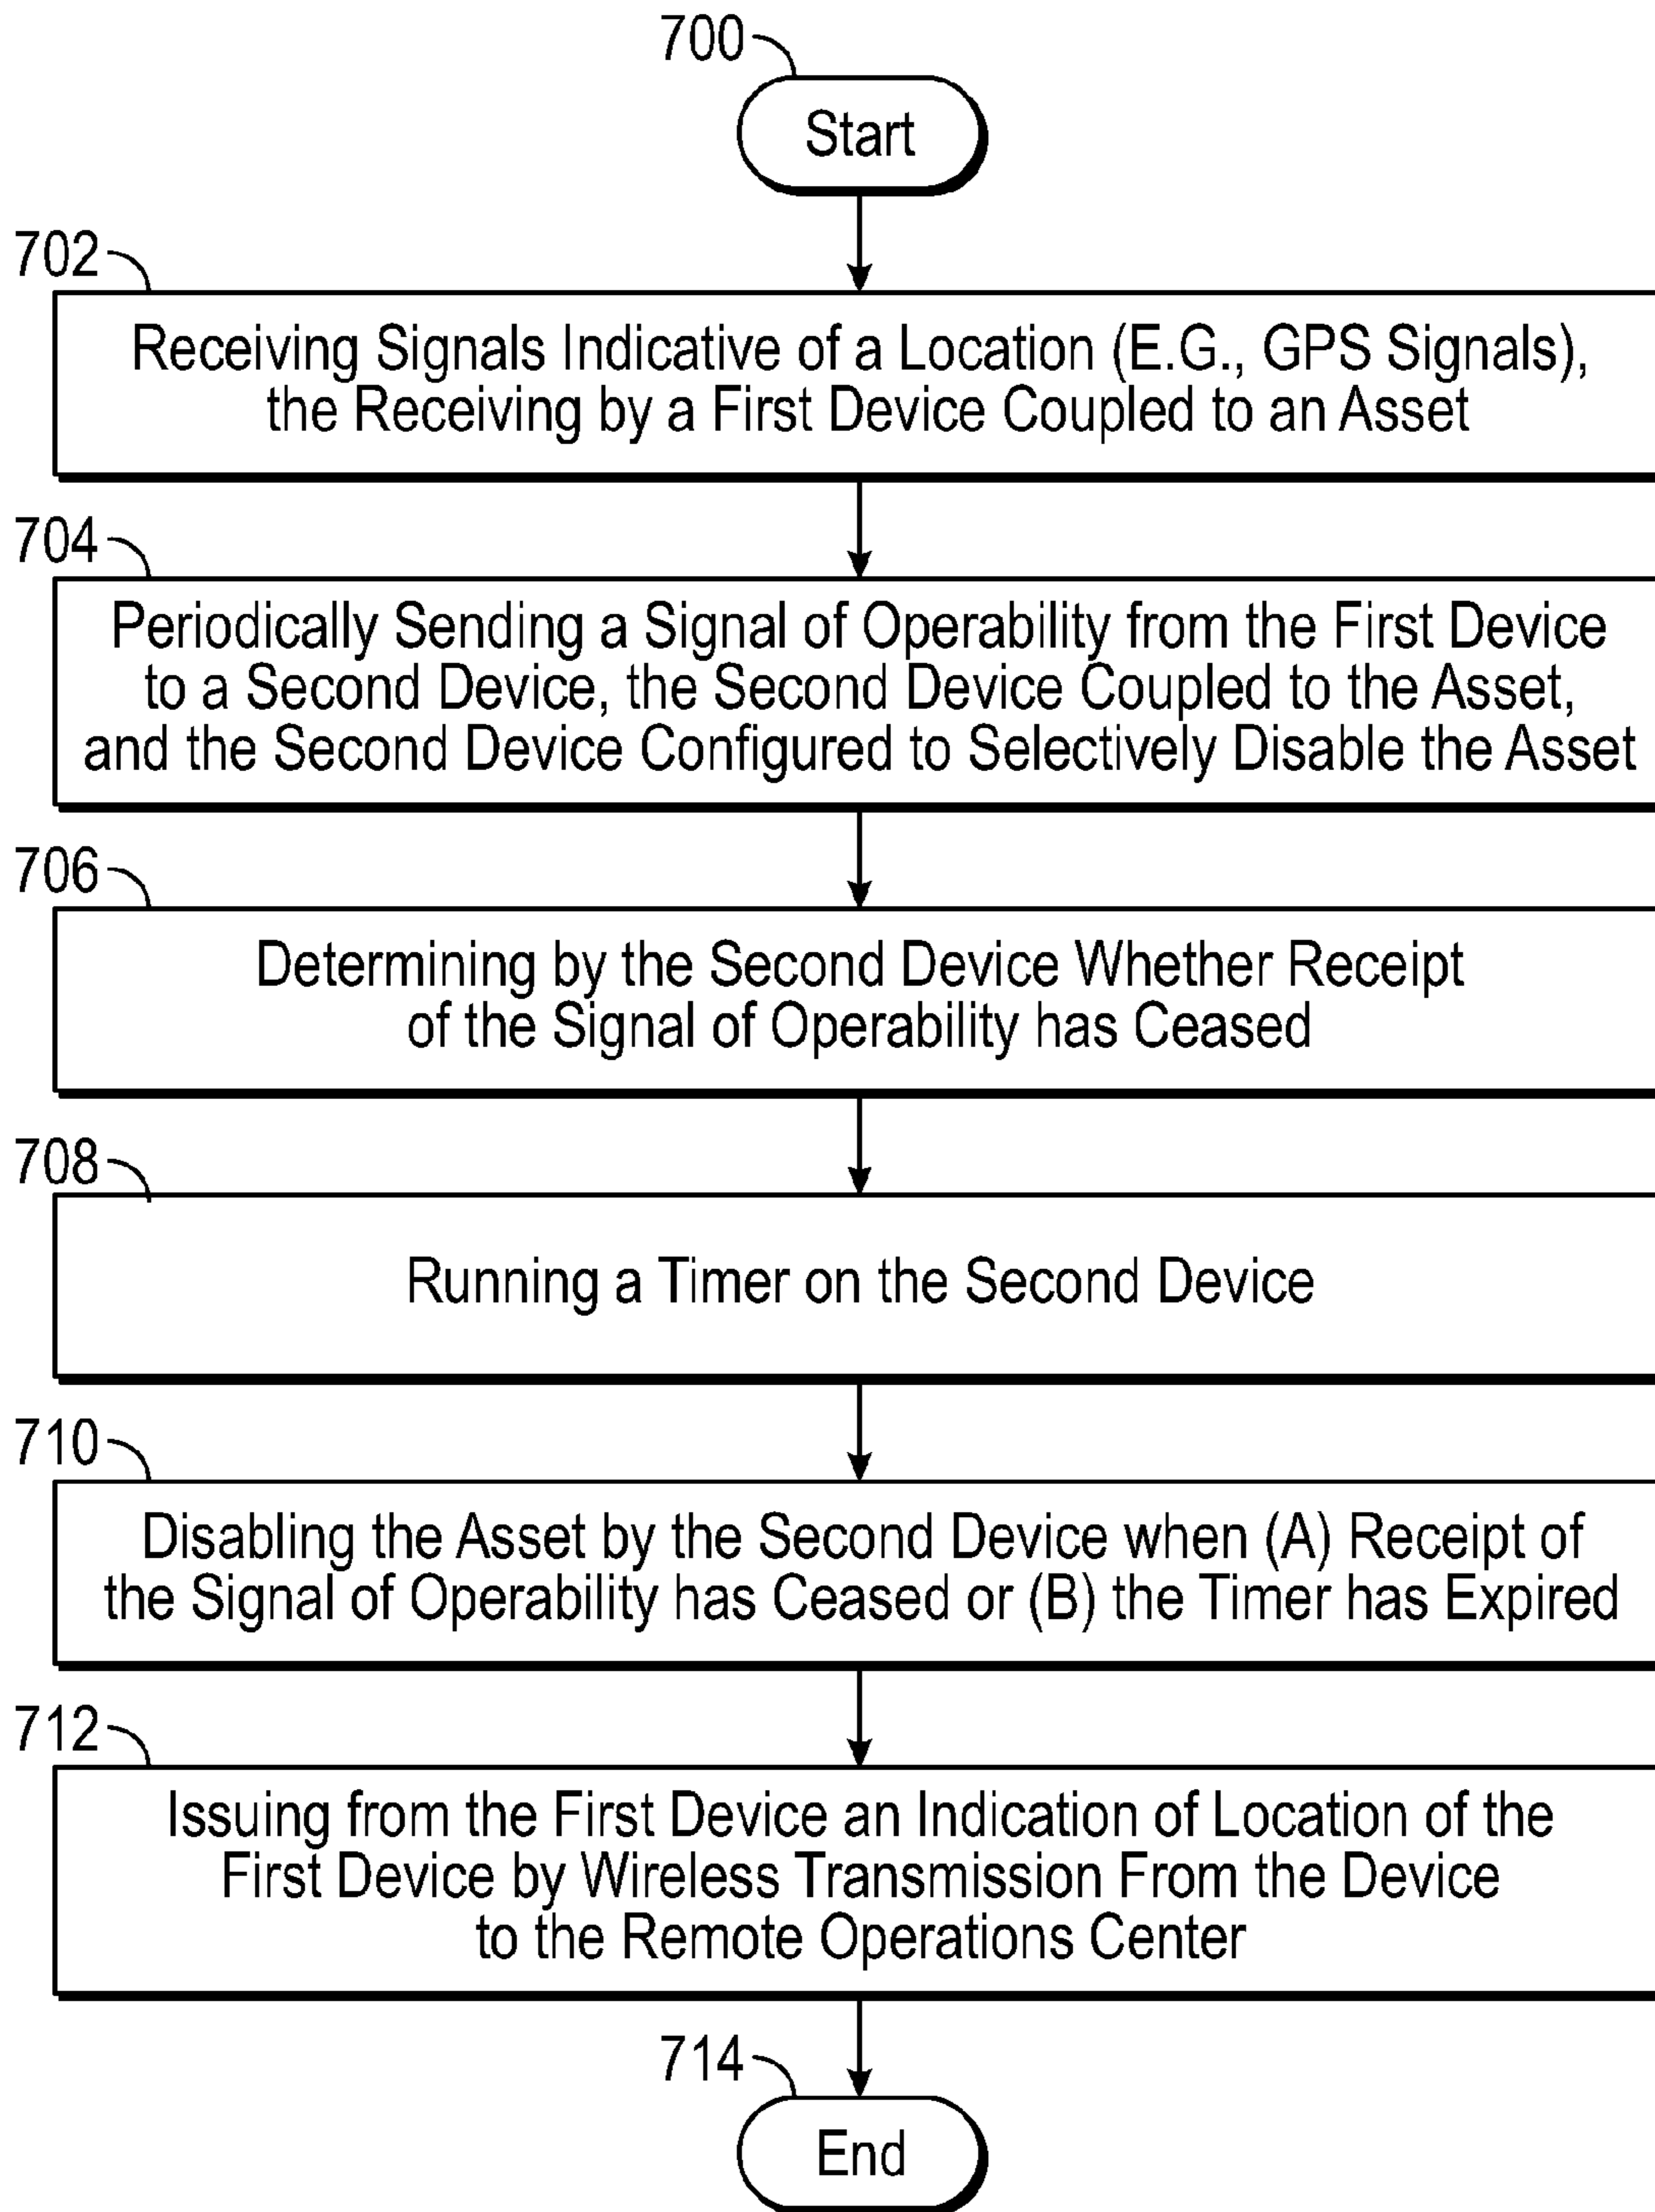 700
Start
702
Receiving Signals Indicative of a Location (E.G., GPS Signals),
the Receiving by a First Device Coupled to an Asset
704
Periodically Sending a Signal of Operability from the First Device
to a Second Device, the Second Device Coupled to the Asset,
and the Second Device Configured to Selectively Disable the Asset
706
Determining by the Second Device Whether Receipt
of the Signal of Operability has Ceased
708
Running a Timer on the Second Device
710
Disabling the Asset by the Second Device when (A) Receipt of
the Signal of Operability has Ceased or (B) the Timer has Expired
712
Issuing from the First Device an Indication of Location of the
First Device by Wireless Transmission From the Device
to the Remote Operations Center
714
End